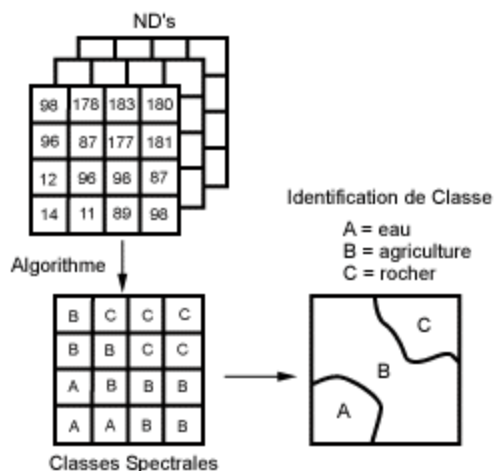 ND's
98 178 183 180
96 87 177 181
12 96 98 87
14 11 89 98
Identification de Classe
A = eau
B = agriculture
C = rocher
Algorithme
B C C C
B B C C
A B B B
A A B B
Classes Spectrales
C
B
A